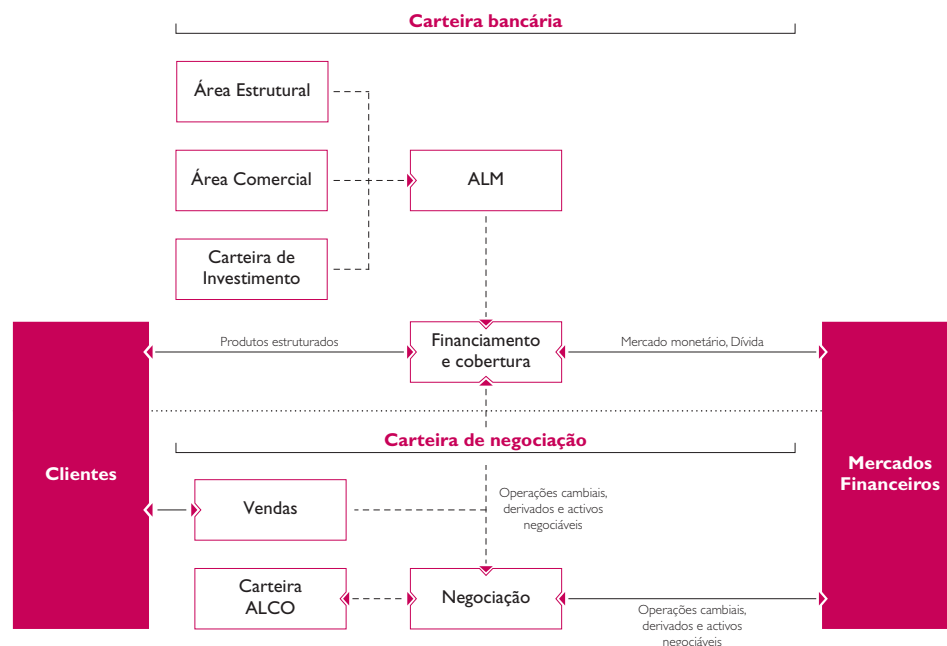 Carteira bancária
Área Estrutural
Área Comercial
ALM
Carteira de
Investimento
Produtos estruturados
Financiamento
e cobertura
Mercado monetário, Dívida
Carteira de negociação
Clientes
Mercados
Financeiros
Vendas
Operações cambiais,
derivados e activos
negociáveis
Carteira
ALCO
Negociação
Operações cambiais,
derivados e activos
negociáveis